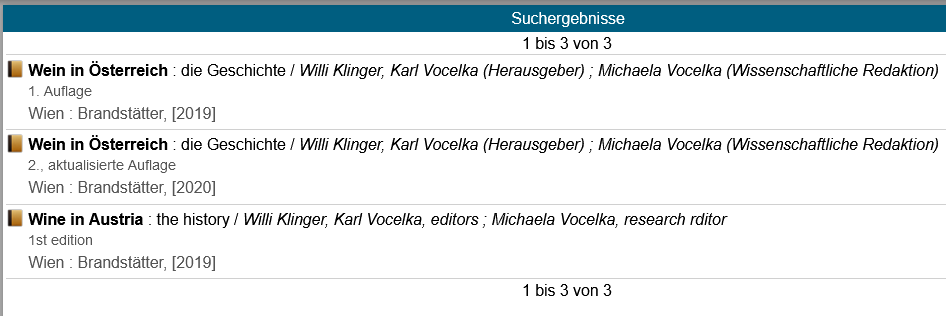 Suchergebnisse
1 bis 3 von 3
Wein in Österreich : die Geschichte / Willi Klinger, Karl Vocelka (Herausgeber) ; Michaela Vocelka (Wissenschaftliche Redaktion)
1. Auflage
Wien : Brandstätter, [2019]
Wein in Österreich : die Geschichte / Willi Klinger, Karl Vocelka (Herausgeber) ; Michaela Vocelka (Wissenschaftliche Redaktion)
2., aktualisierte Auflage
Wien : Brandstätter, [2020]
Wine in Austria : the history / Willi Klinger, Karl Vocelka, editors ; Michaela Vocelka, research rditor
1st edition
Wien : Brandstätter, [2019]
1 bis 3 von 3